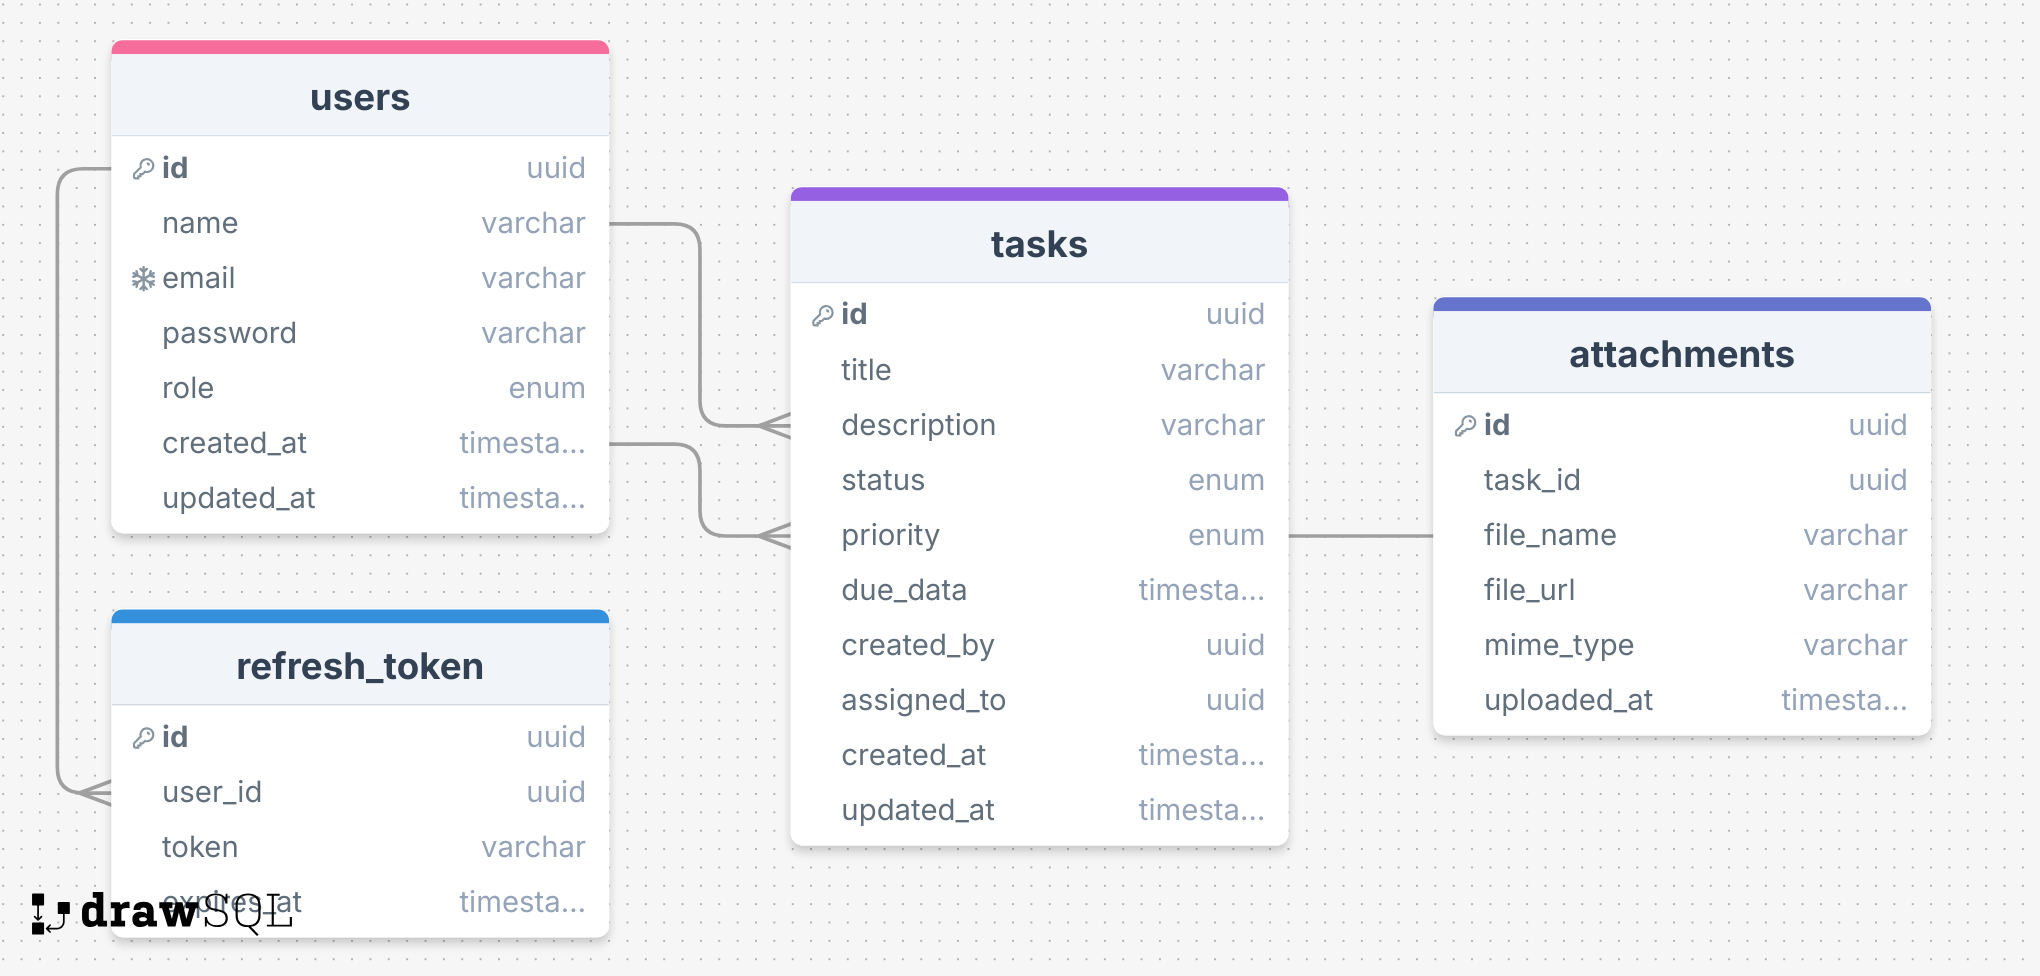 users
id uuid
name varchar
email varchar
password varchar
role enum
created_at timesta...
updated_at timesta...
refresh_token
id uuid
user_id uuid
token varchar
expires_at timesta...
drawSQL
tasks
id uuid
title varchar
description varchar
status enum
priority enum
due_data timesta...
created_by uuid
assigned_to uuid
created_at timesta...
updated_at timesta...
attachments
id uuid
task_id uuid
file_name varchar
file_url varchar
mime_type varchar
uploaded_at timesta...